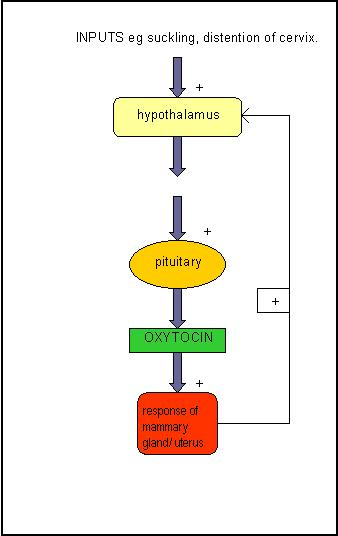 INPUTS eg suckling, distention of cervix.
+
hypothalamus
+
pituitary
+
OXYTOCIN
+
response of
mammary
gland/uterus